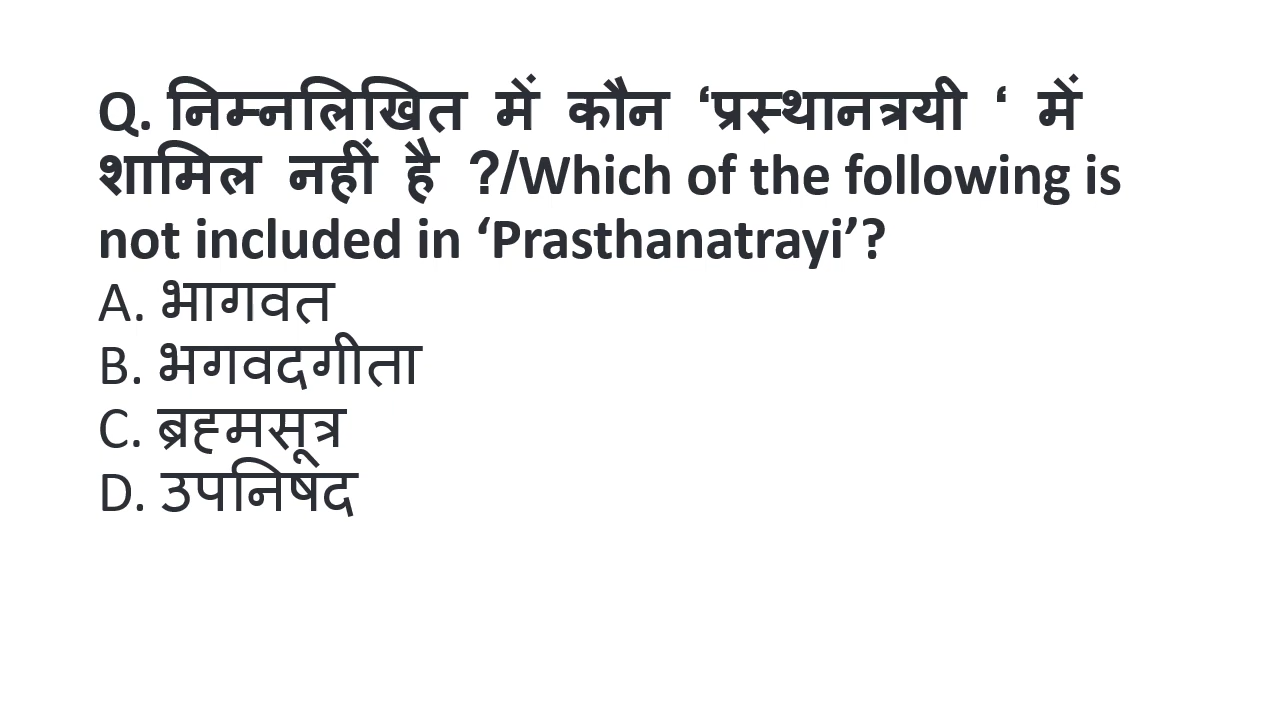 Q. निम्नलिखित में कौन ‘प्रस्थानत्रयी ‘ में
शामिल नहीं है ?/Which of the following is
not included in ‘Prasthanatrayi’?
A. भागवत
B. भगवदगीता
C. ब्रह्मसूत्र
D. उपनिषद